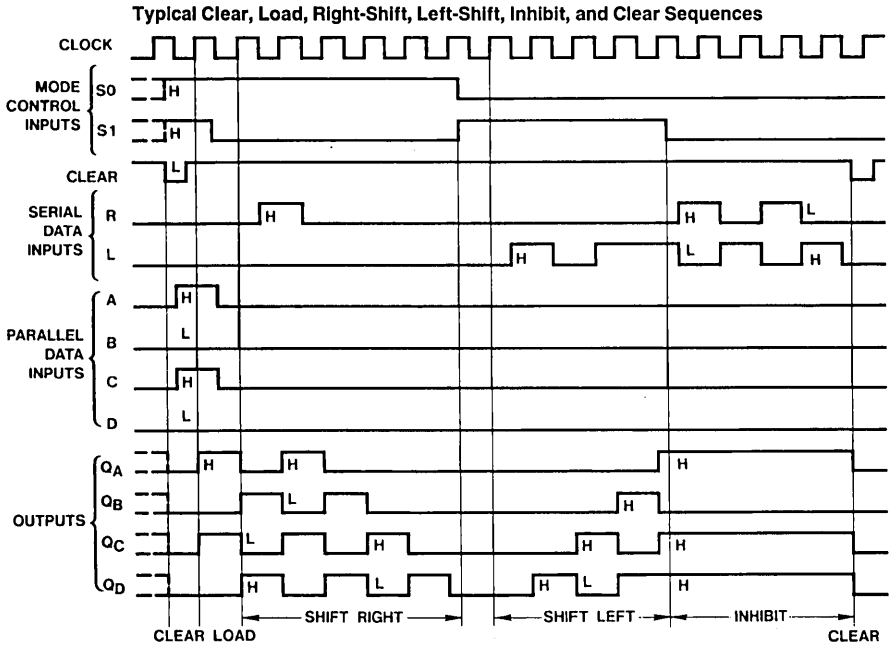 Typical Clear, Load, Right-Shift, Left-Shift, Inhibit, and Clear Sequences
CLOCK
MODE
CONTROL
INPUTS
S0
H
S1
H
CLEAR
L
SERIAL
DATA
INPUTS
R
H
H
L
L
H
L
H
PARALLEL
DATA
INPUTS
A
H
B
L
C
H
D
L
OUTPUTS
QA
H
H
H
QB
L
H
QC
L
H
H
H
QD
H
L
H
L
H
SHIFT RIGHT
SHIFT LEFT
INHIBIT
CLEAR LOAD
CLEAR